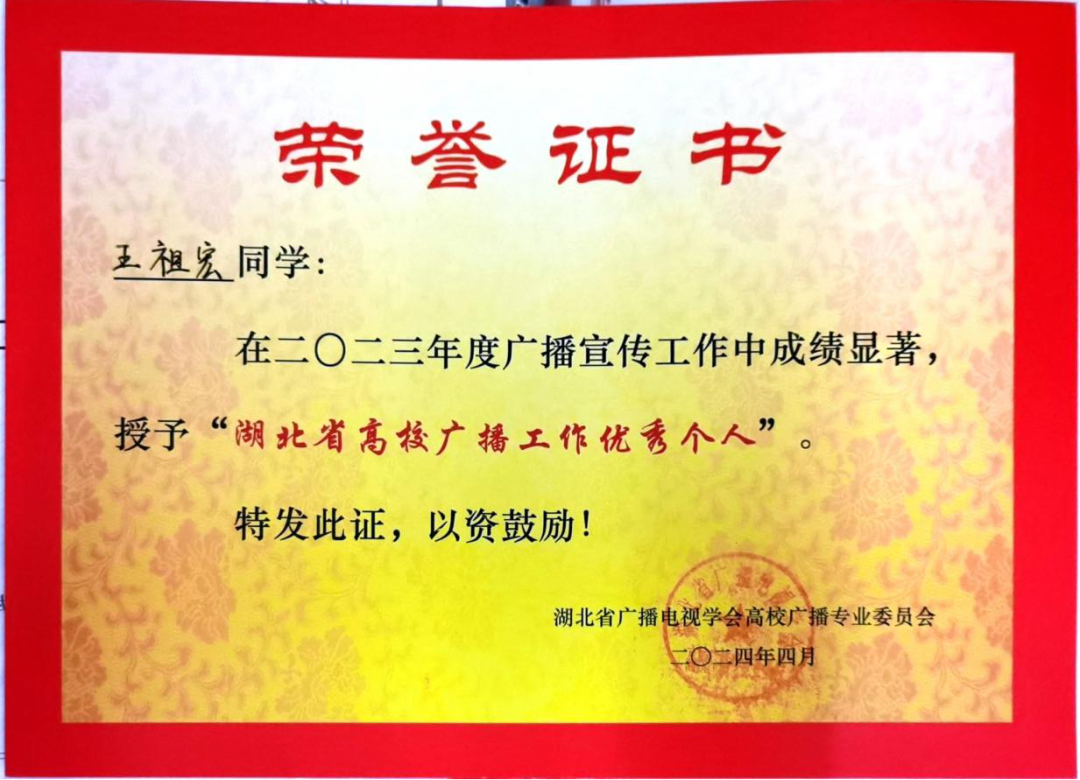 荣誉证书
王祖宏同学：
在二〇二三年度广播宣传工作中成绩显著，
授予“湖北省高校广播工作优秀个人”。
特发此证，以资鼓励！
湖北省广播电视学会高校广播专业委员会
二〇二四年四月